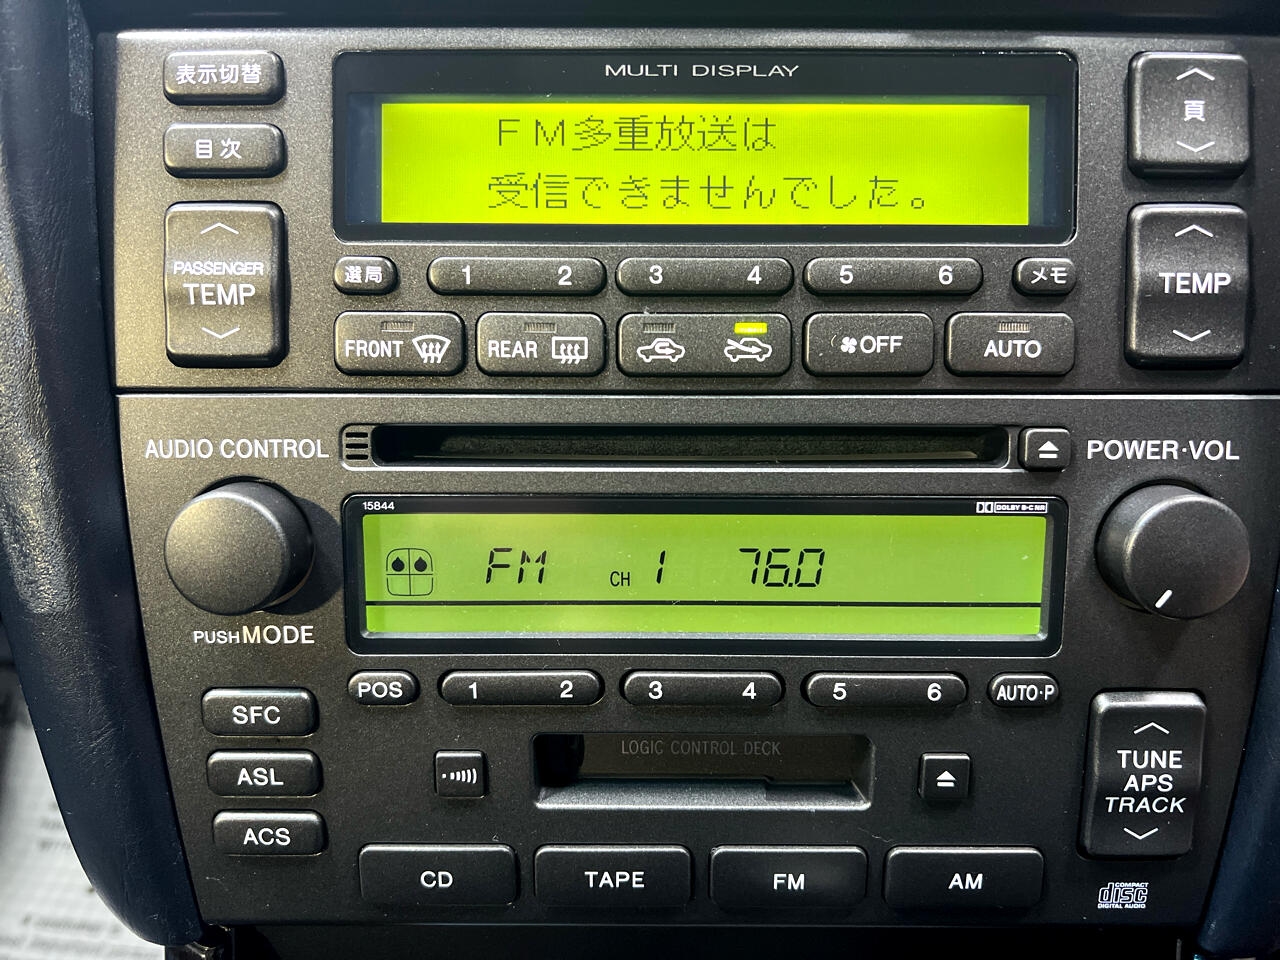 MULTI DISPLAY
表示切替
目次
ＦＭ多重放送は
受信できませんでした。
頁
PASSENGER
TEMP
TEMP
選局 1 2 3 4 5 6 メモ
FRONT REAR OFF AUTO
AUDIO CONTROL
POWER·VOL
15844
DOLBY B-C NR
FM CH 1 76.0
PUSH MODE
POS 1 2 3 4 5 6 AUTO·P
SFC
ASL
ACS
LOGIC CONTROL DECK
TUNE
APS
TRACK
CD TAPE FM AM
COMPACT
disc
DIGITAL AUDIO